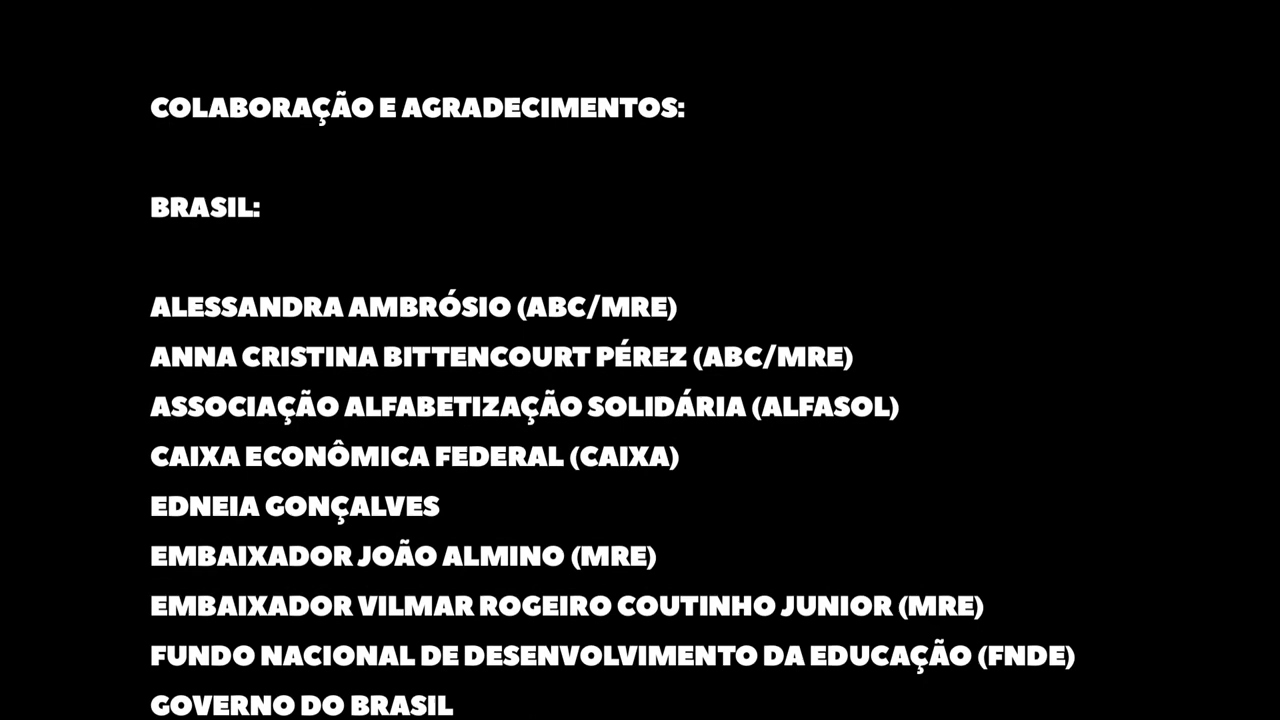 COLABORAÇÃO E AGRADECIMENTOS:
BRASIL:
ALESSANDRA AMBRÓSIO (ABC/MRE)
ANNA CRISTINA BITTENCOURT PÉREZ (ABC/MRE)
ASSOCIAÇÃO ALFABETIZAÇÃO SOLIDÁRIA (ALFASOL)
CAIXA ECONÔMICA FEDERAL (CAIXA)
EDNEIA GONÇALVES
EMBAIXADOR JOÃO ALMINO (MRE)
EMBAIXADOR VILMAR ROGEIRO COUTINHO JUNIOR (MRE)
FUNDO NACIONAL DE DESENVOLVIMENTO DA EDUCAÇÃO (FNDE)
GOVERNO DO BRASIL